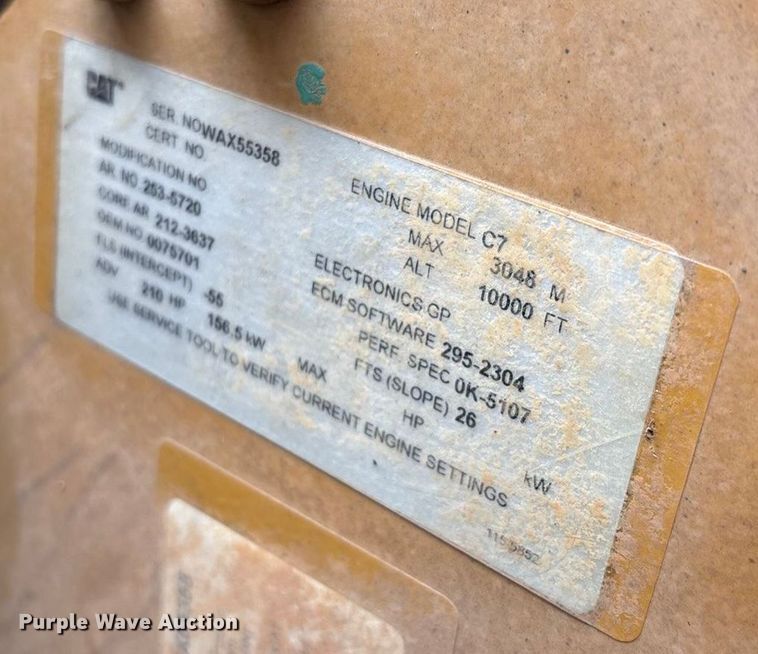 CAT
SER. NO WAX55358
CERT NO.
MODIFICATION NO
AR. NO 253-5720
CORE AR. 212-3637
OEM NO 0075701
TLS (INTERCEPT) -55
ADV 210 HP 156.5 kW
ENGINE MODEL C7
MAX 3048 M
ALT 10000 FT
ELECTRONICS GP
ECM SOFTWARE 295-2304
PERF. SPEC 0K-5107
FTS (SLOPE) 26
MAX HP kW
USE SERVICE TOOL TO VERIFY CURRENT ENGINE SETTINGS
Purple Wave Auction